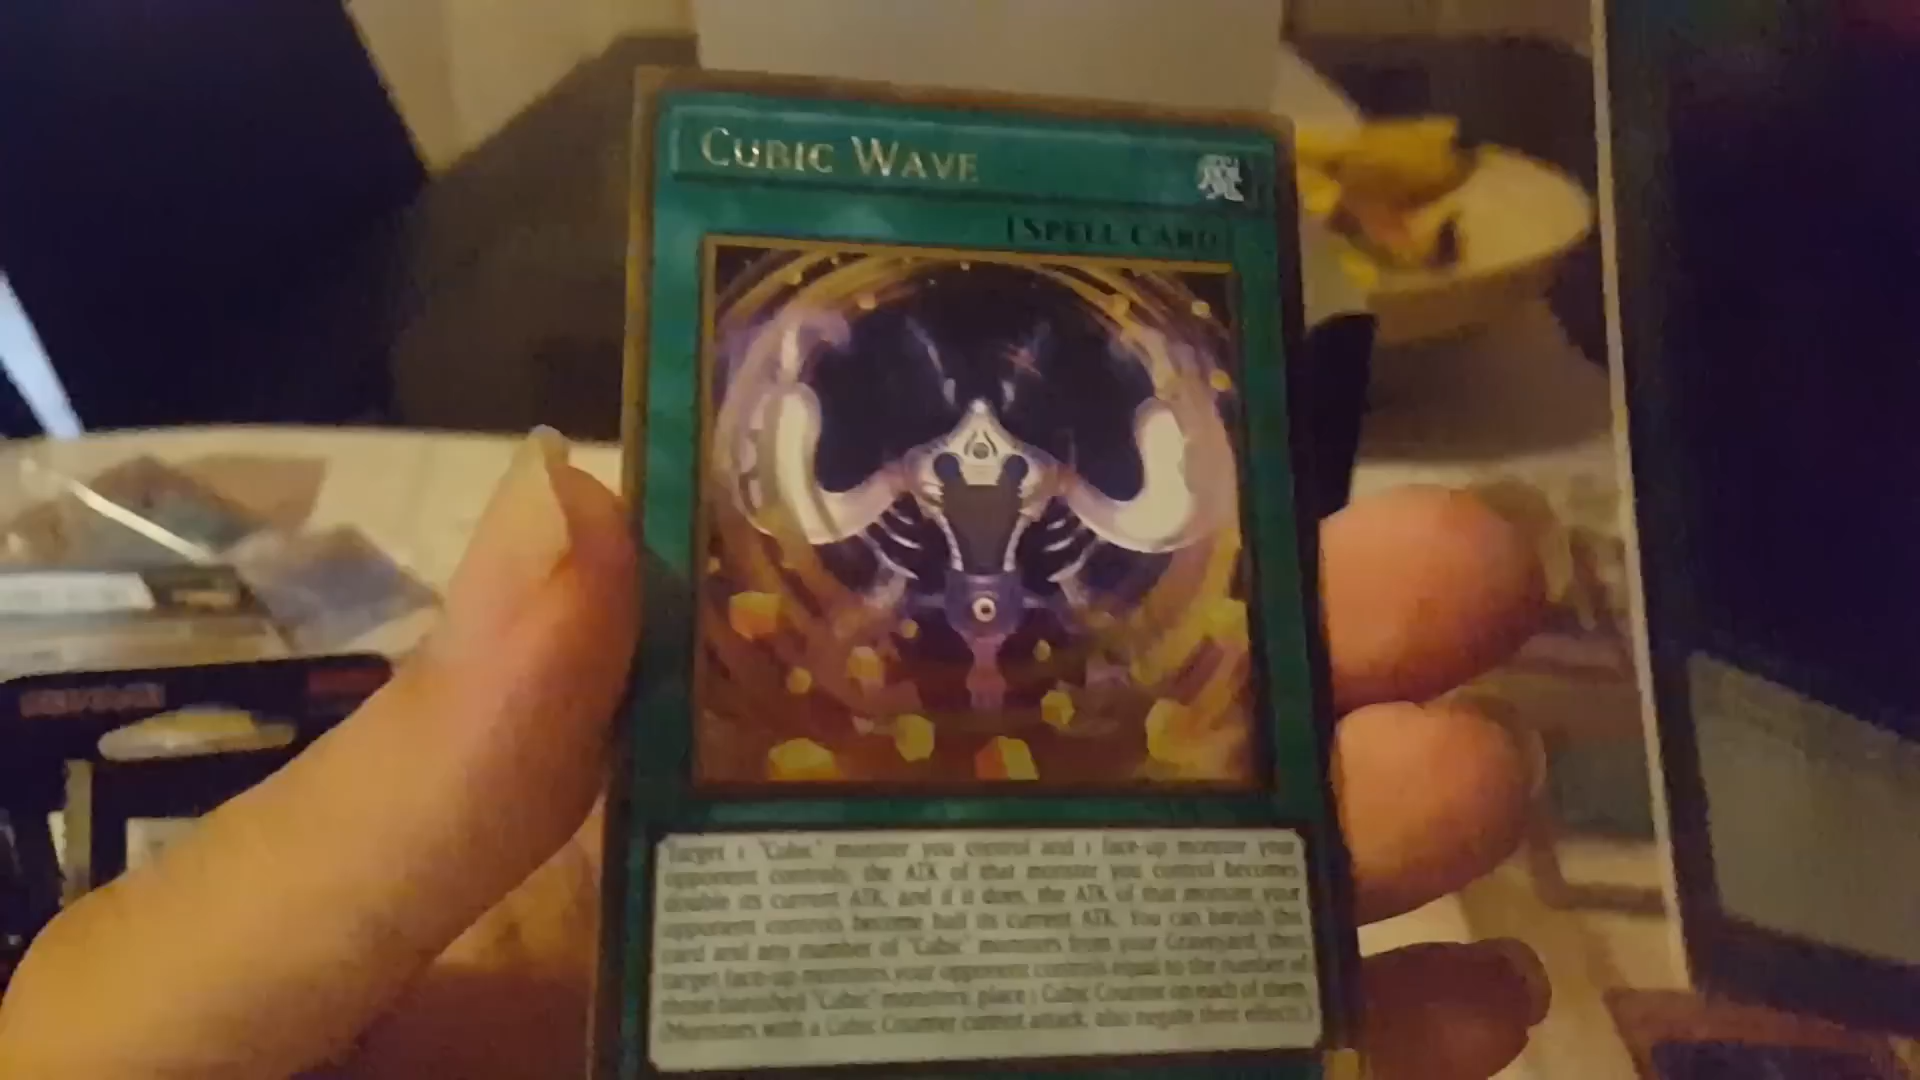 CUBIC WAVE
魔
[SPELL CARD]
Target 1 "Cubic" monster you control and 1 face-up monster your
opponent controls; the ATK of that monster you control becomes
double its current ATK, and if it does, the ATK of that monster your
opponent controls become half its current ATK. You can banish this
card and any number of "Cubic" monsters from your Graveyard, then
target face-up monsters your opponent controls equal to the number of
those banished "Cubic" monsters; place 1 Cubic Counter on each of them.
(Monsters with a Cubic Counter cannot attack, also negate their effects.)